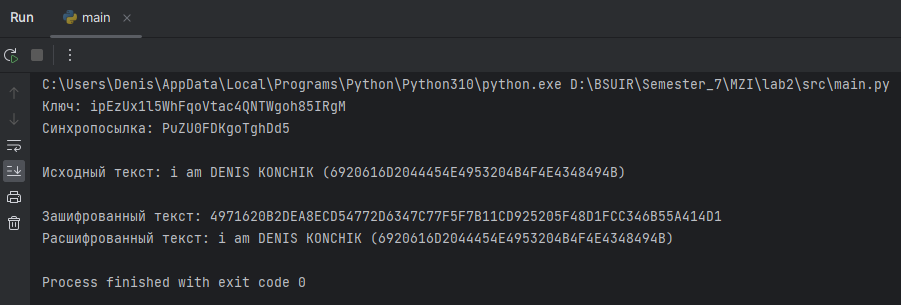 Run main
C:\Users\Denis\AppData\Local\Programs\Python\Python310\python.exe D:\BSUIR\Semester_7\MZI\lab2\src\main.py
Ключ: ipEzUx1l5WhFqoVtac4QNTWgoh85IRgM
Синхропосылка: PuZU0FDKgoTghDd5
Исходный текст: i am DENIS KONCHIK (6920616D2044454E4953204B4F4E4348494B)
Зашифрованный текст: 4971620B2DEA8ECD54772D6347C77F5F7B11CD925205F48D1FCC346B55A414D1
Расшифрованный текст: i am DENIS KONCHIK (6920616D2044454E4953204B4F4E4348494B)
Process finished with exit code 0